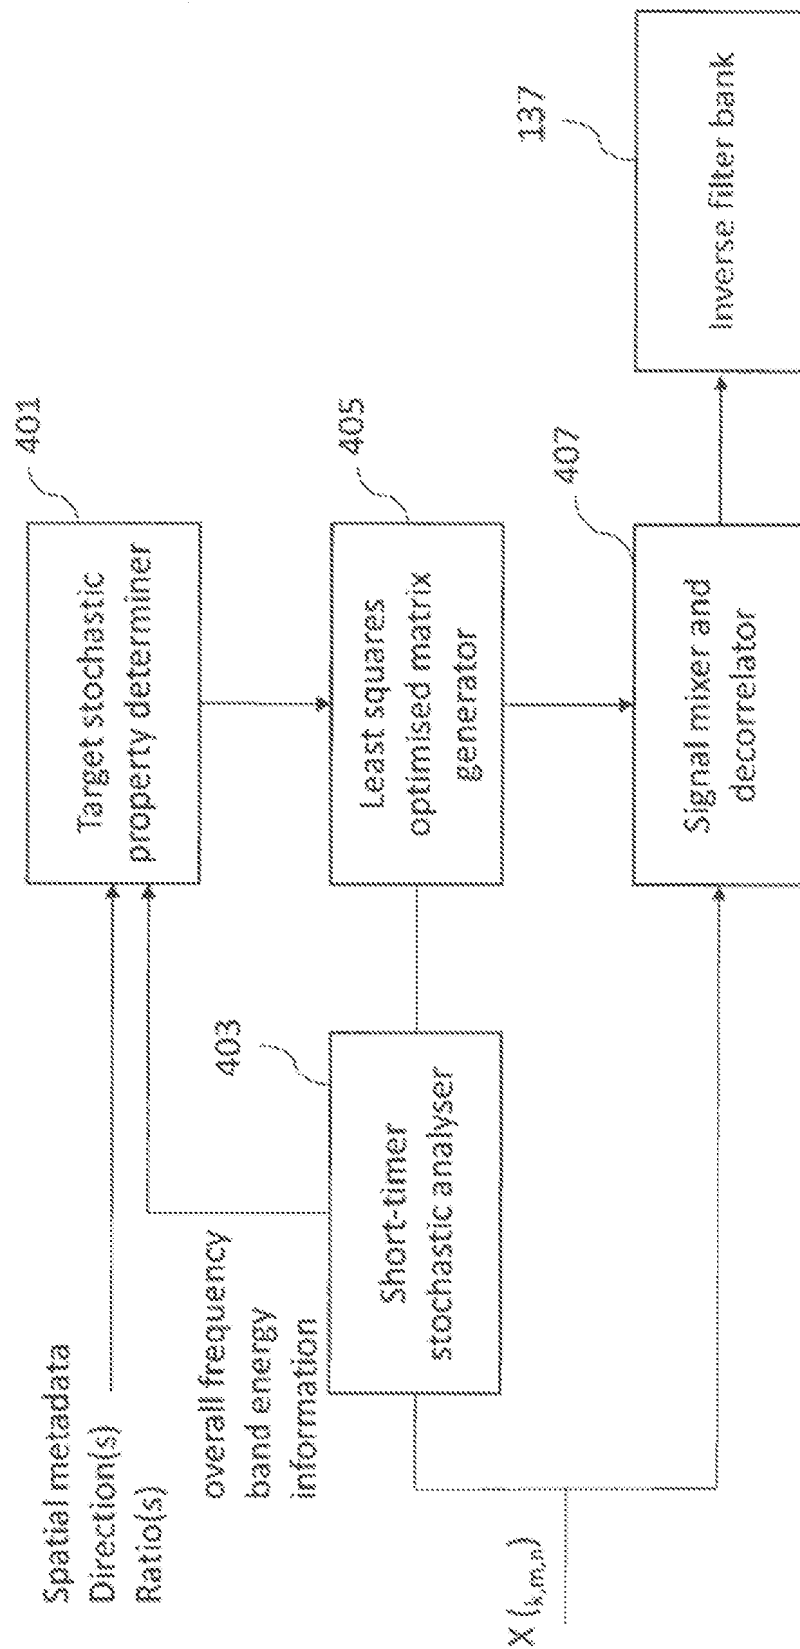 Spatial metadata
Direction(s)
Ratio(s)
401
Target stochastic
property determiner
overall frequency
band energy
information
403
Short-timer
stochastic analyser
405
Least squares
optimised matrix
generator
X (k,m,n)
407
Signal mixer and
decorrelator
137
Inverse filter bank